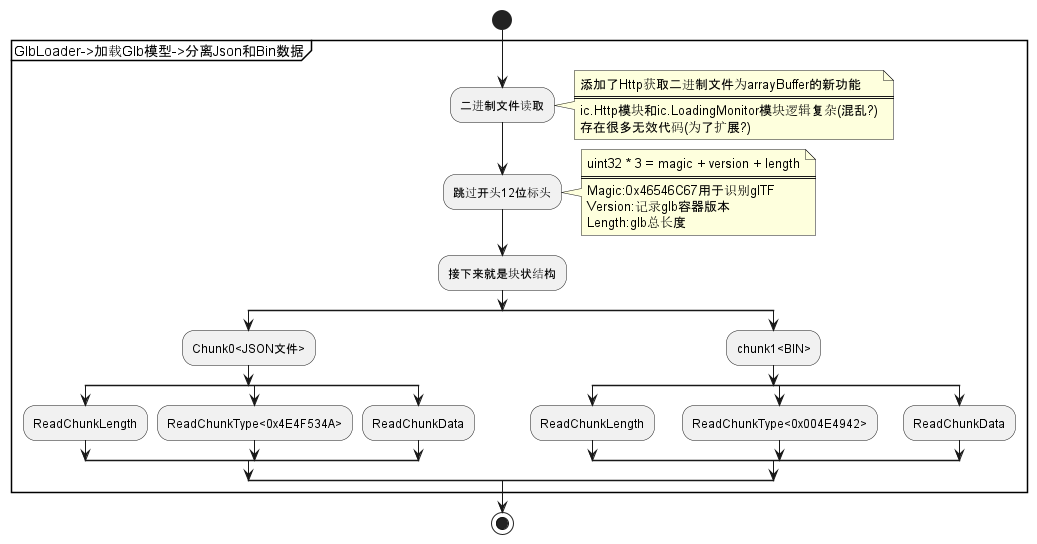 GlbLoader->加载Glb模型->分离Json和Bin数据
二进制文件读取
添加了Http获取二进制文件为arrayBuffer的新功能
ic.Http模块和ic.LoadingMonitor模块逻辑复杂(混乱?)
存在很多无效代码(为了扩展?)
跳过开头12位标头
uint32 * 3 = magic + version + length
Magic:0x46546C67用于识别glTF
Version:记录glb容器版本
Length:glb总长度
接下来就是块状结构
Chunk0<JSON文件>
chunk1<BIN>
ReadChunkLength
ReadChunkType<0x4E4F534A>
ReadChunkData
ReadChunkLength
ReadChunkType<0x004E4942>
ReadChunkData